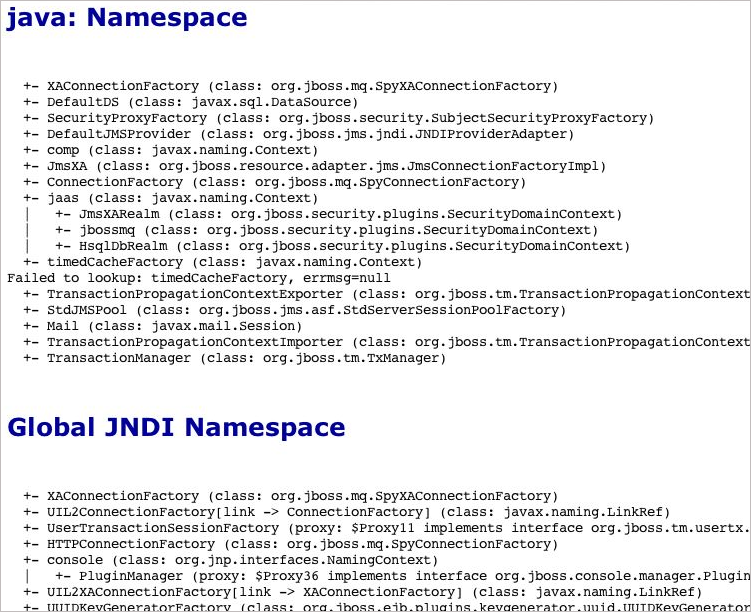 java: Namespace
+- XAConnectionFactory (class: org.jboss.mq.SpyXAConnectionFactory)
+- DefaultDS (class: javax.sql.DataSource)
+- SecurityProxyFactory (class: org.jboss.security.SubjectSecurityProxyFactory)
+- DefaultJMSProvider (class: org.jboss.jms.jndi.JNDIProviderAdapter)
+- comp (class: javax.naming.Context)
+- JmsXA (class: org.jboss.resource.adapter.jms.JmsConnectionFactoryImpl)
+- ConnectionFactory (class: org.jboss.mq.SpyConnectionFactory)
+- jaas (class: javax.naming.Context)
|   +- JmsXARealm (class: org.jboss.security.plugins.SecurityDomainContext)
|   +- jbossmq (class: org.jboss.security.plugins.SecurityDomainContext)
|   +- HsqlDbRealm (class: org.jboss.security.plugins.SecurityDomainContext)
+- timedCacheFactory (class: javax.naming.Context)
Failed to lookup: timedCacheFactory, errmsg=null
+- TransactionPropagationContextExporter (class: org.jboss.tm.TransactionPropagationContext
+- StdJMSPool (class: org.jboss.jms.asf.StdServerSessionPoolFactory)
+- Mail (class: javax.mail.Session)
+- TransactionPropagationContextImporter (class: org.jboss.tm.TransactionPropagationContext
+- TransactionManager (class: org.jboss.tm.TxManager)
Global JNDI Namespace
+- XAConnectionFactory (class: org.jboss.mq.SpyXAConnectionFactory)
+- UIL2ConnectionFactory[link -> ConnectionFactory] (class: javax.naming.LinkRef)
+- UserTransactionSessionFactory (proxy: $Proxy11 implements interface org.jboss.tm.usertx.
+- HTTPConnectionFactory (class: org.jboss.mq.SpyConnectionFactory)
+- console (class: org.jnp.interfaces.NamingContext)
|   +- PluginManager (proxy: $Proxy36 implements interface org.jboss.console.manager.Plugin
+- UIL2XAConnectionFactory[link -> XAConnectionFactory] (class: javax.naming.LinkRef)
+- UUIDKeyGeneratorFactory (class: org.jboss.ejb.plugins.keygenerator.uuid.UUIDKeyGenerator